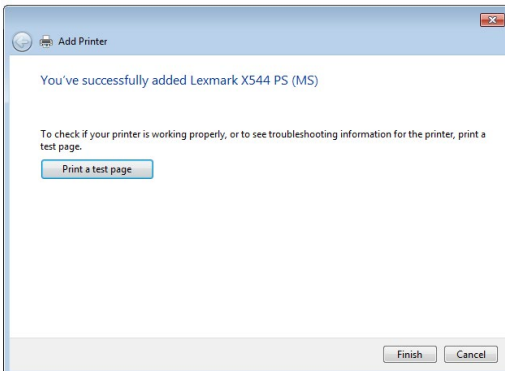 Add Printer
You've successfully added Lexmark X544 PS (MS)
To check if your printer is working properly, or to see troubleshooting information for the printer, print a
test page.
Print a test page
Finish Cancel